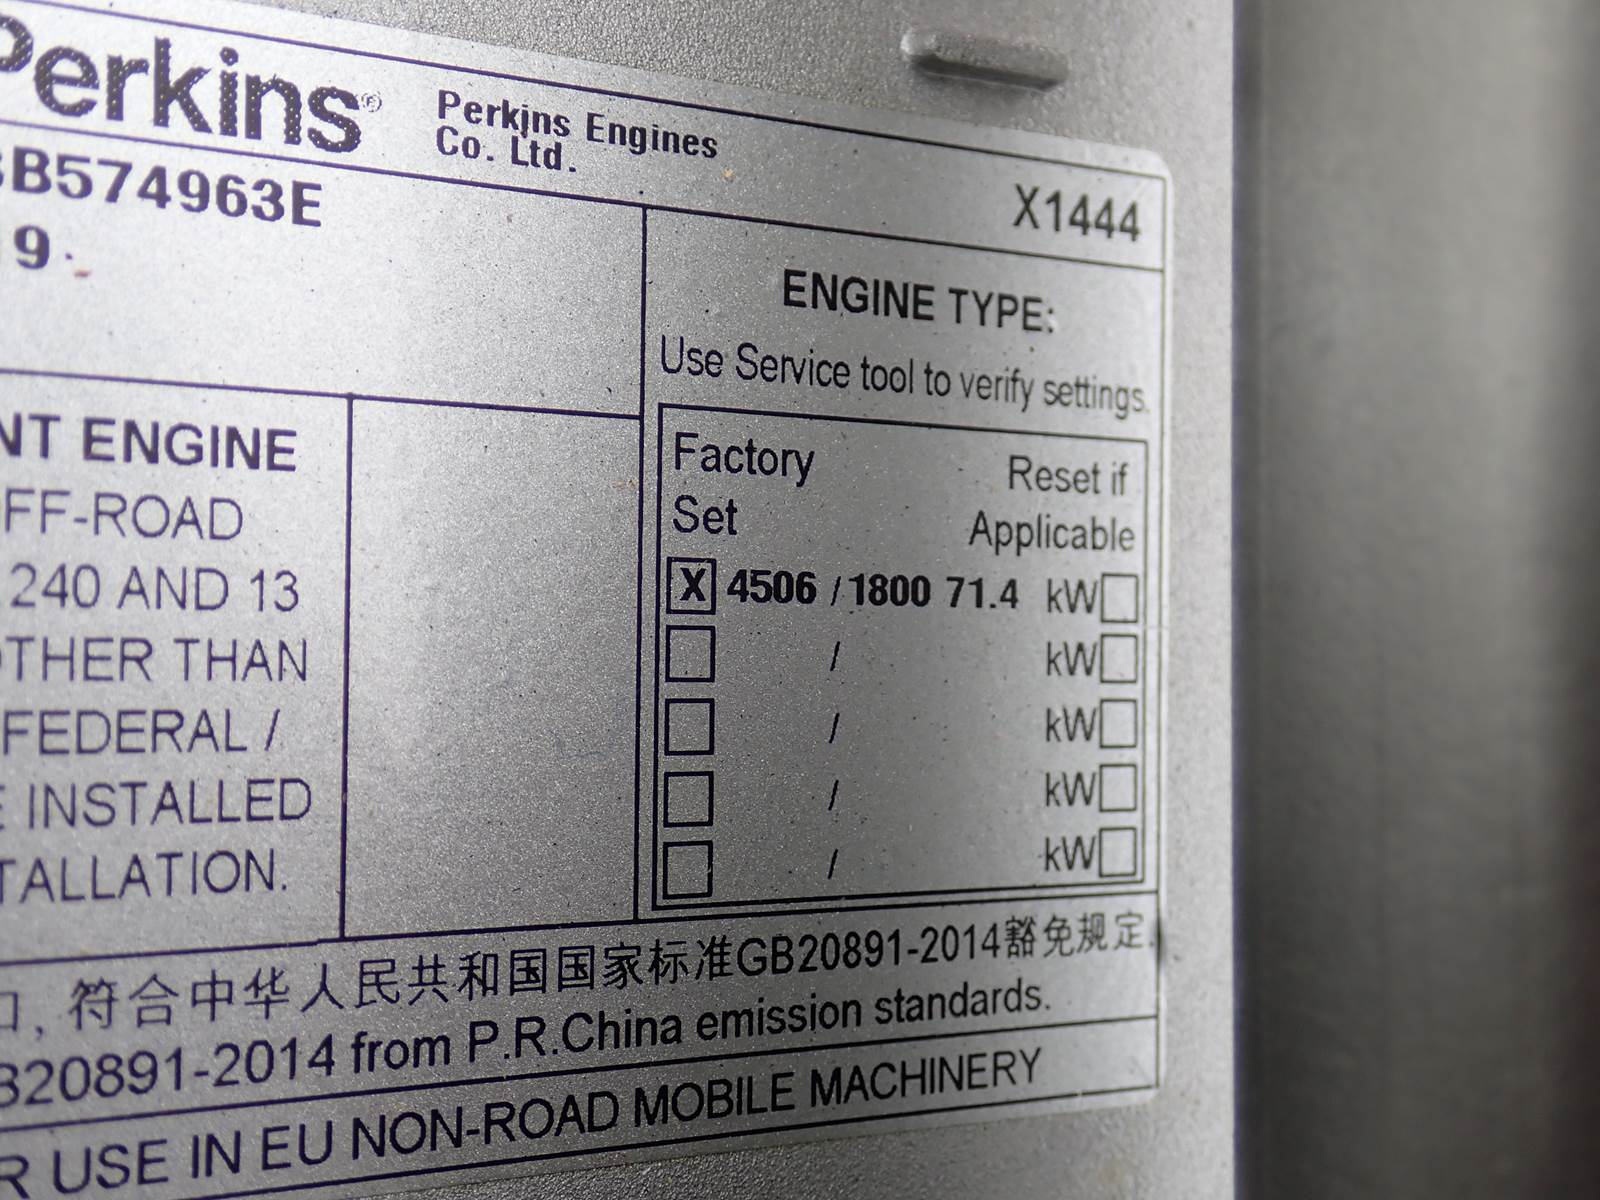 Perkins®
Perkins Engines
Co. Ltd.
X1444
B574963E
9
ENGINE TYPE:
Use Service tool to verify settings.
Factory
Set
Reset if
Applicable
X 4506 / 1800 71.4 kW
/ kW
/ kW
/ kW
/ kW
NT ENGINE
FF-ROAD
240 AND 13
OTHER THAN
FEDERAL /
E INSTALLED
TALLATION.
口, 符合中华人民共和国国家标准GB20891-2014豁免规定.
B20891-2014 from P.R.China emission standards.
R USE IN EU NON-ROAD MOBILE MACHINERY